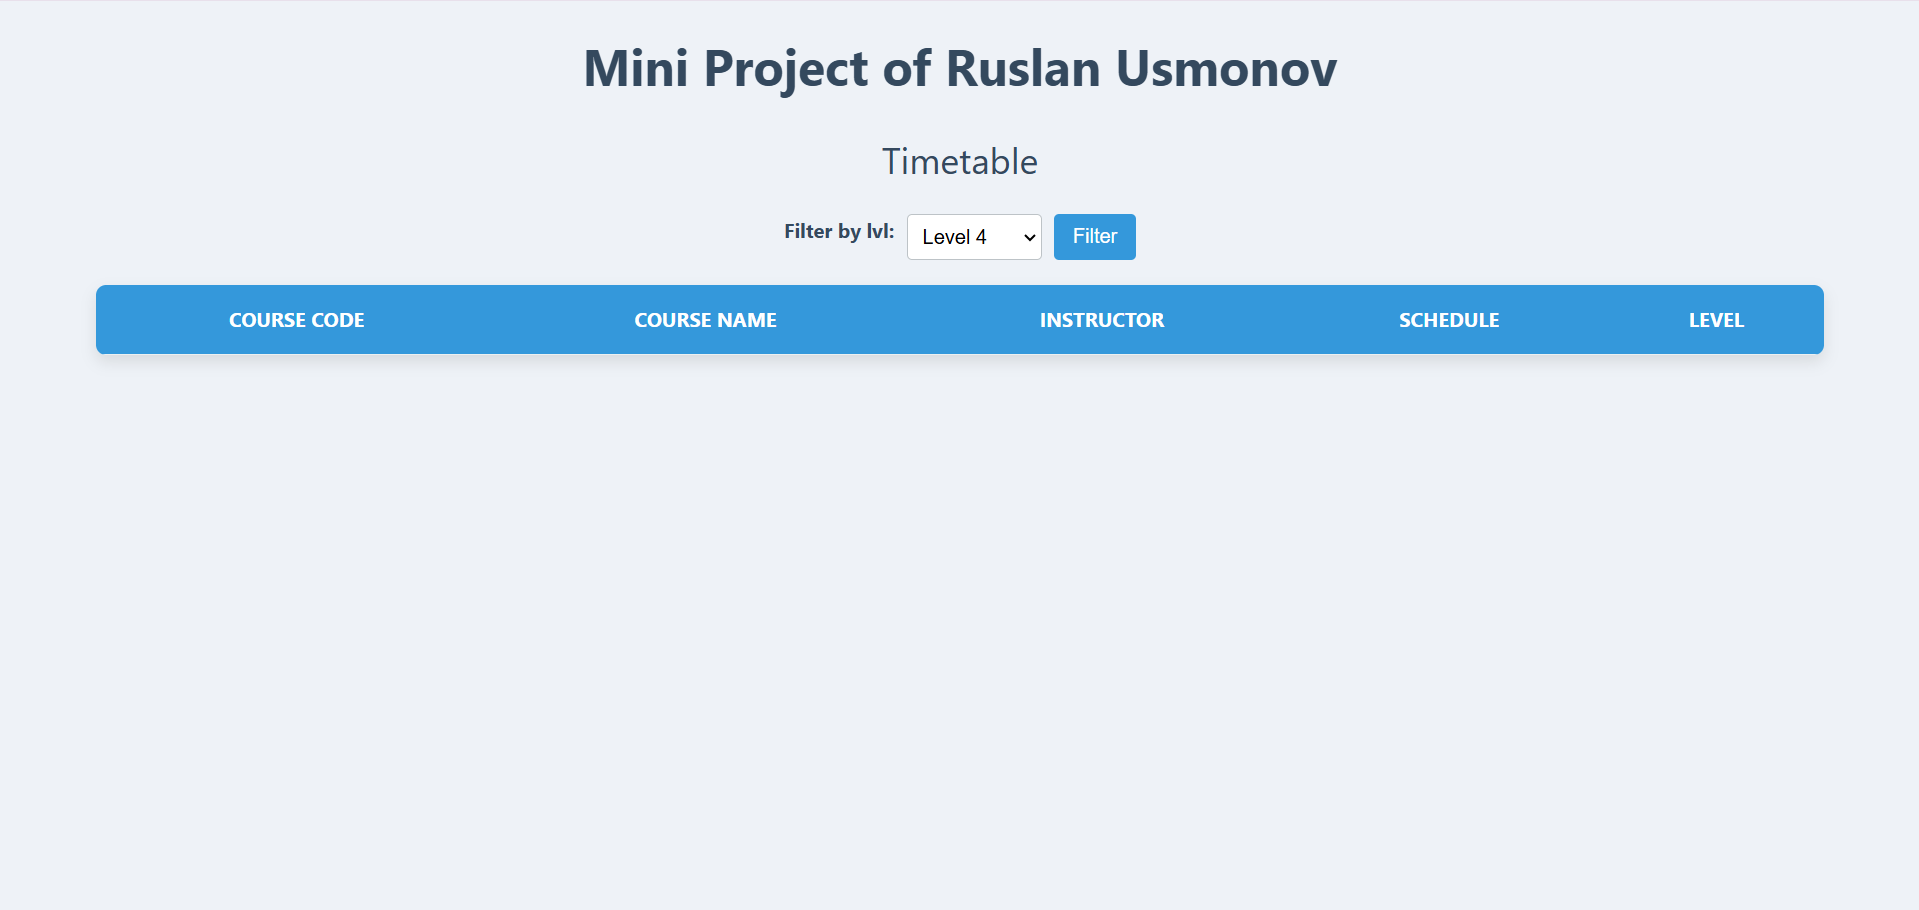 Mini Project of Ruslan Usmonov
Timetable
Filter by lvl: Level 4 Filter
COURSE CODE COURSE NAME INSTRUCTOR SCHEDULE LEVEL